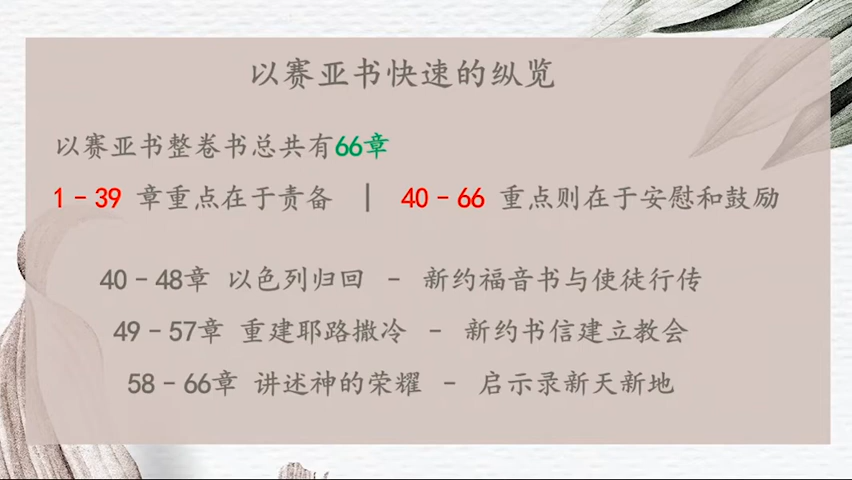 以赛亚书快速的纵览
以赛亚书整卷书总共有66章
1-39 章重点在于责备 | 40-66 重点则在于安慰和鼓励
40-48章 以色列归回 - 新约福音书与使徒行传
49-57章 重建耶路撒冷 - 新约书信建立教会
58-66章 讲述神的荣耀 - 启示录新天新地